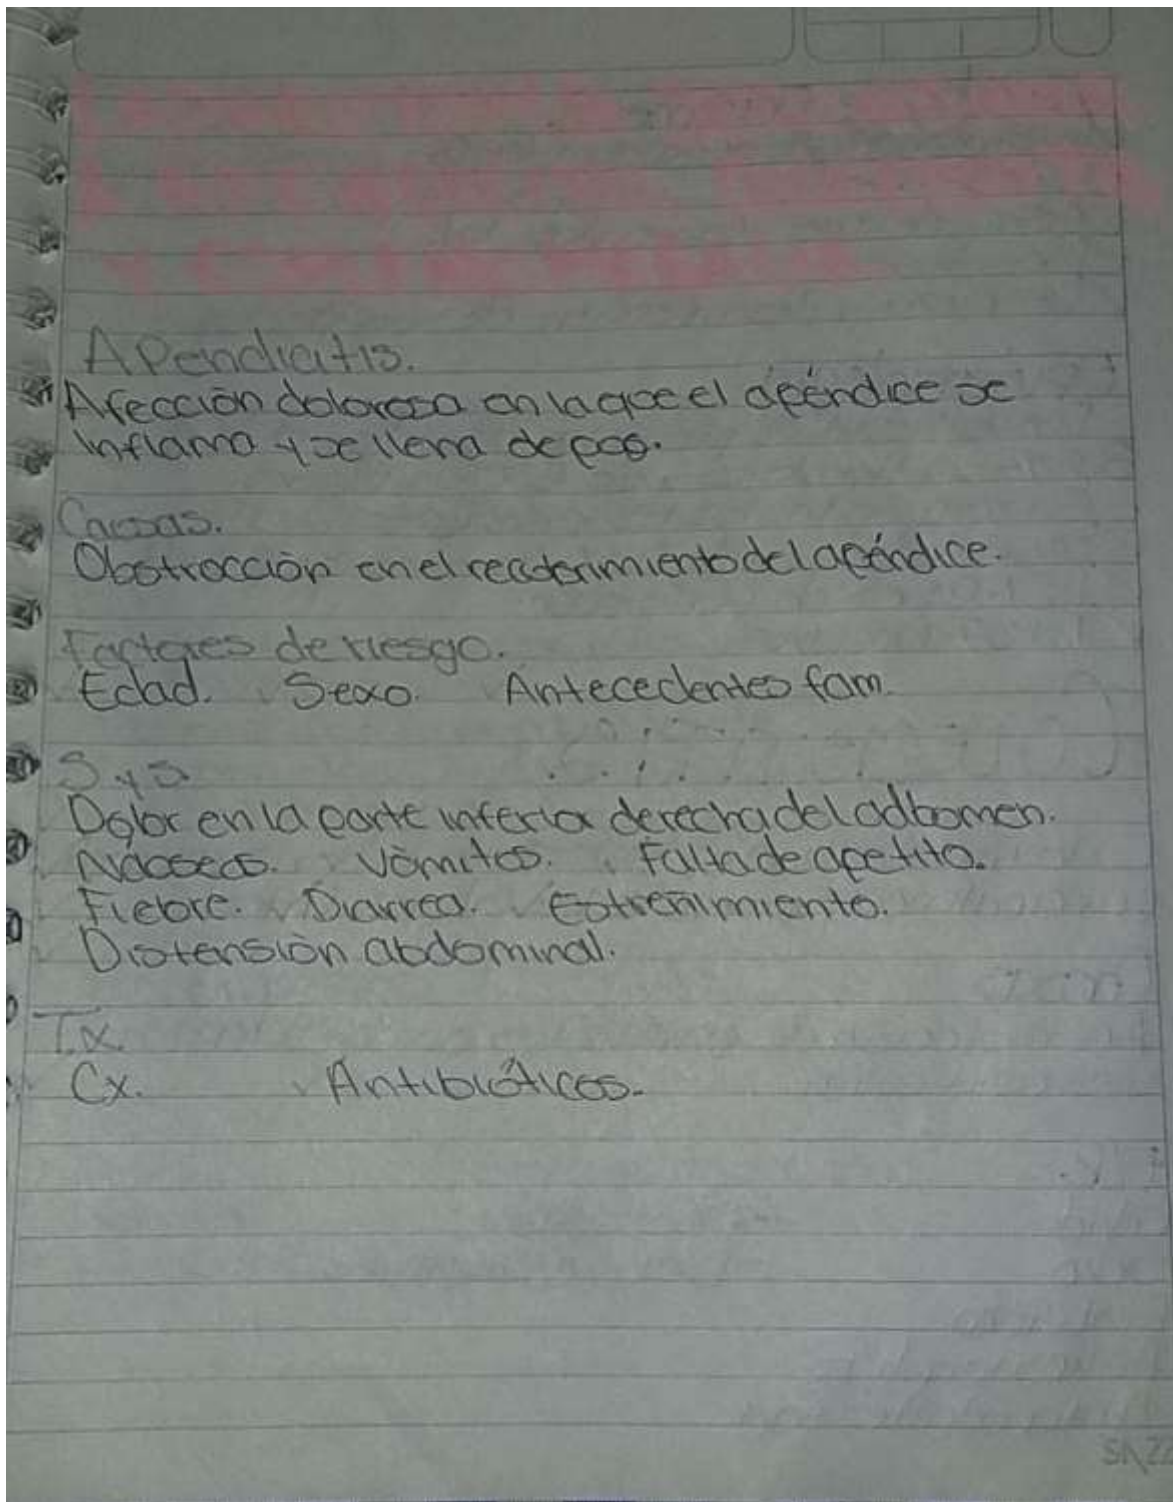 Apendicitis.
Afección dolorosa en la que el apéndice se
inflama y se llena de pus.
Causas.
Obstrucción en el recubrimiento del apéndice.
Factores de riesgo.
Edad. Sexo. Antecedentes fam.
S y S
Dolor en la parte inferior derecha del adbomen.
Náuseas. Vómitos. Falta de apetito.
Fiebre. Diarrea. Estreñimiento.
Distensión abdominal.
T.x.
Cx. Antibióticos.